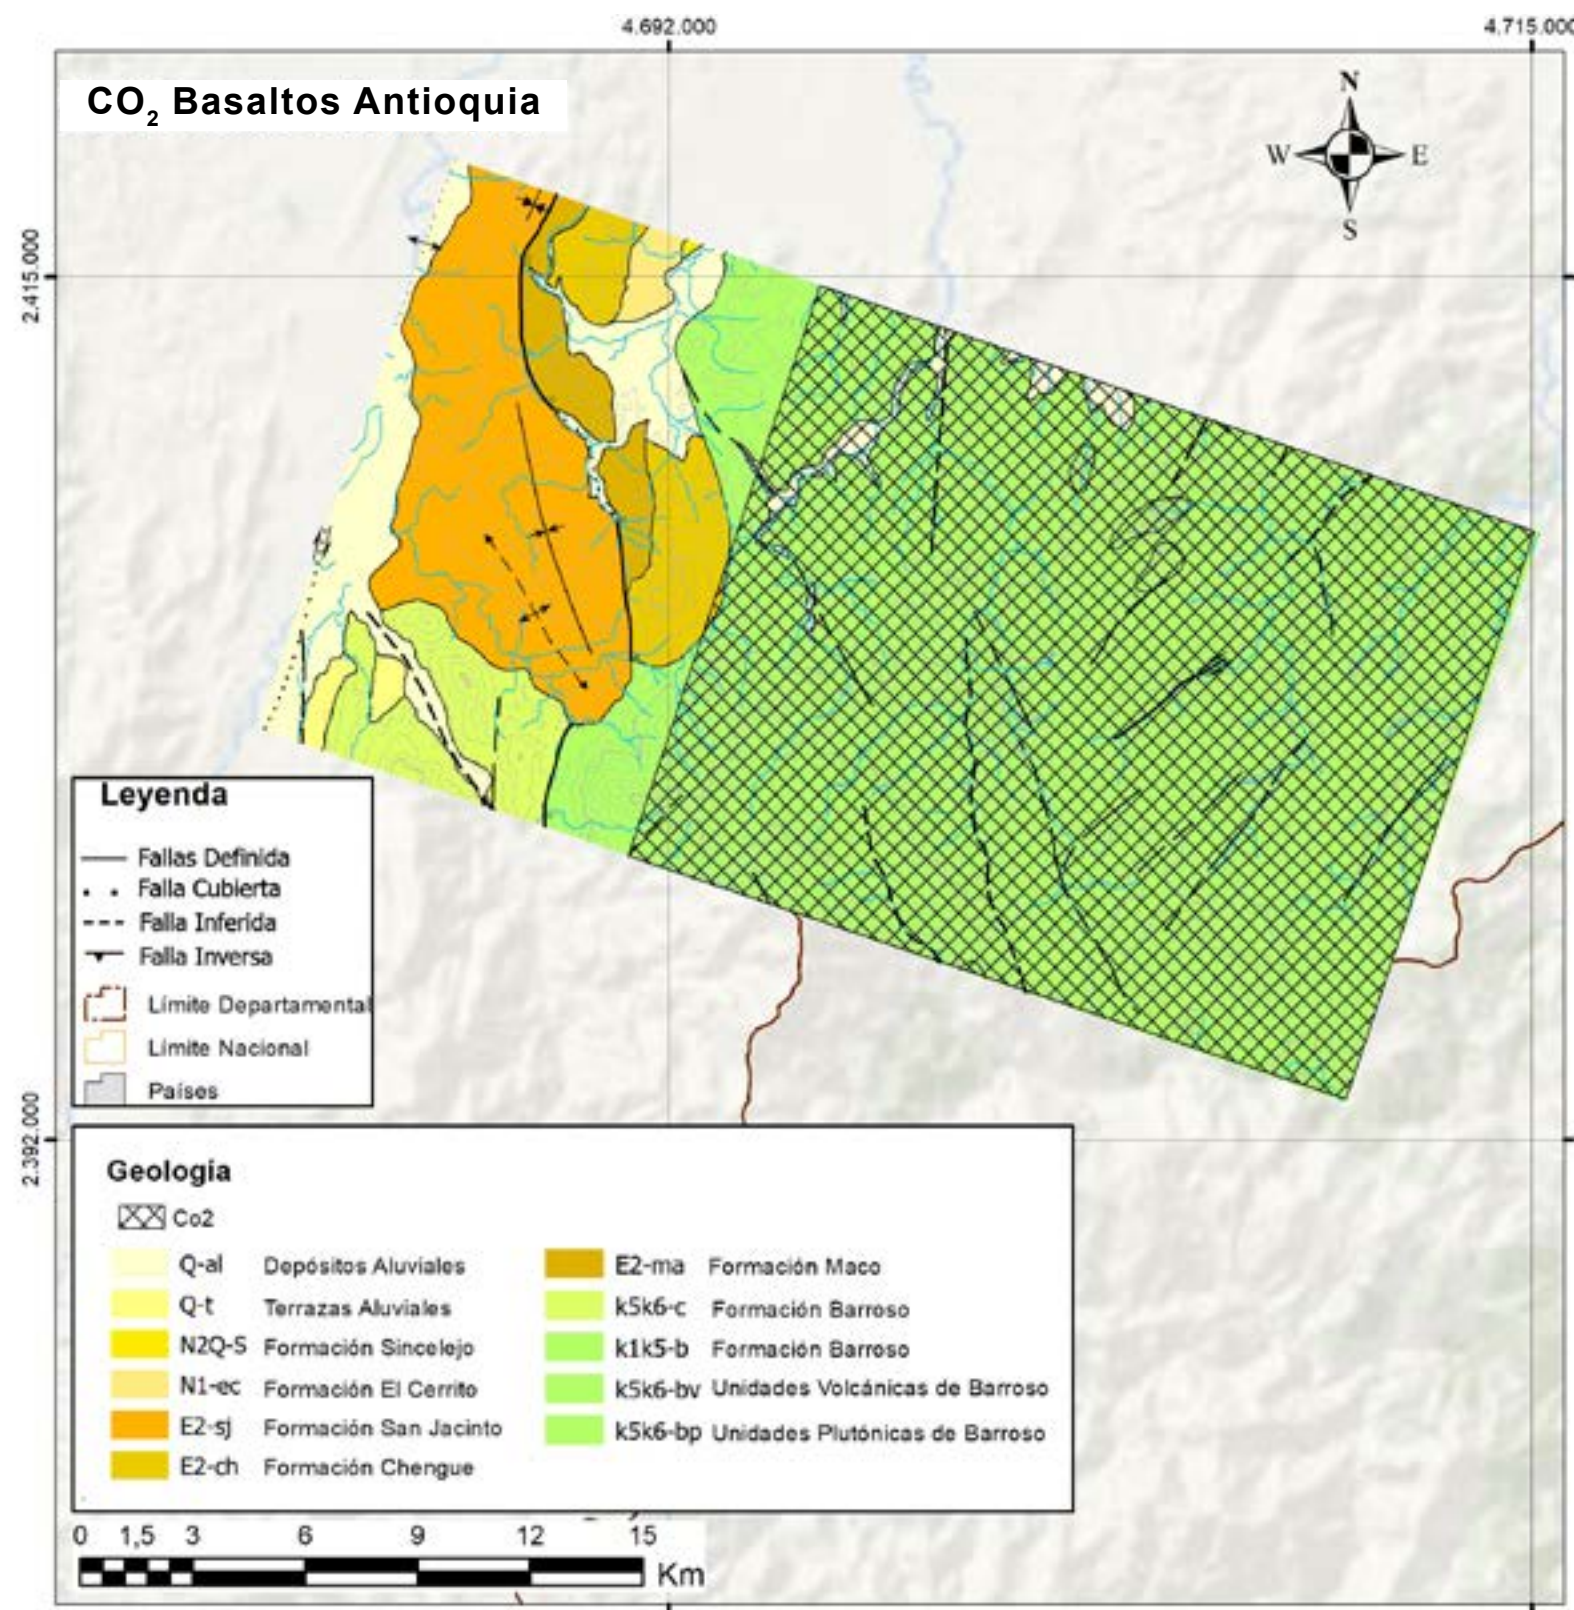 4.692.000
4.715.000
CO₂ Basaltos Antioquia
N
W
E
S
2.415.000
2.392.000
Leyenda
Fallas Definida
Falla Cubierta
Falla Inferida
Falla Inversa
Límite Departamental
Límite Nacional
Países
Geología
Co2
Q-al Depósitos Aluviales
Q-t Terrazas Aluviales
N2Q-S Formación Sincelejo
N1-ec Formación El Cerrito
E2-sj Formación San Jacinto
E2-ch Formación Chengue
E2-ma Formación Maco
k5k6-c Formación Barroso
k1k5-b Formación Barroso
k5k6-bv Unidades Volcánicas de Barroso
k5k6-bp Unidades Plutónicas de Barroso
0 1,5 3 6 9 12 15
Km